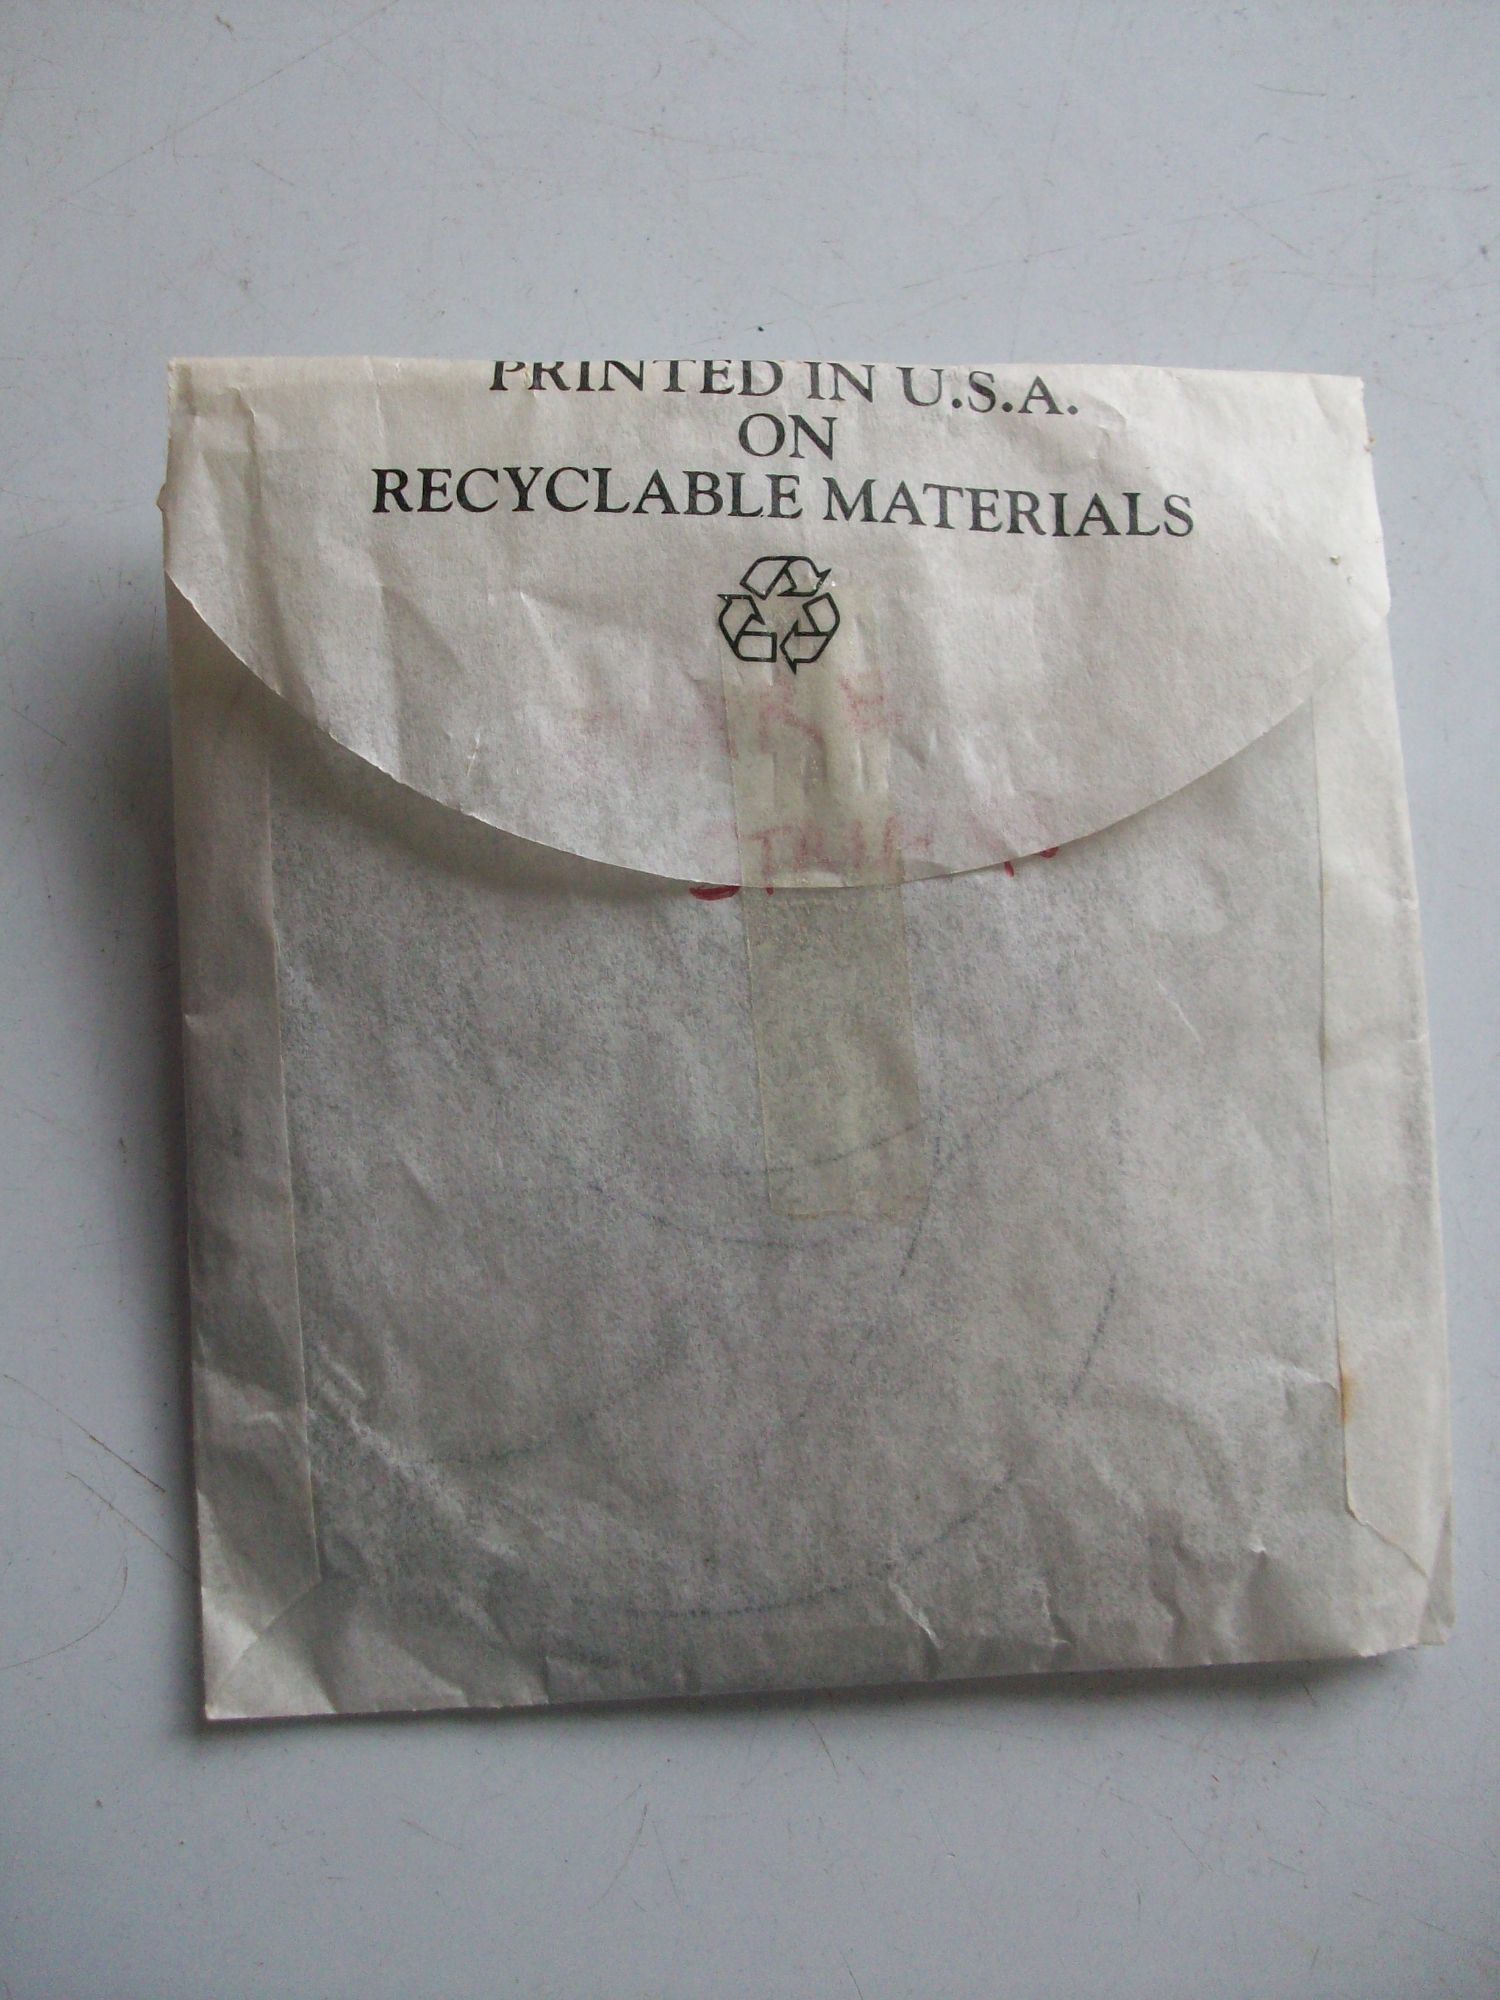 PRINTED IN U.S.A.
ON
RECYCLABLE MATERIALS